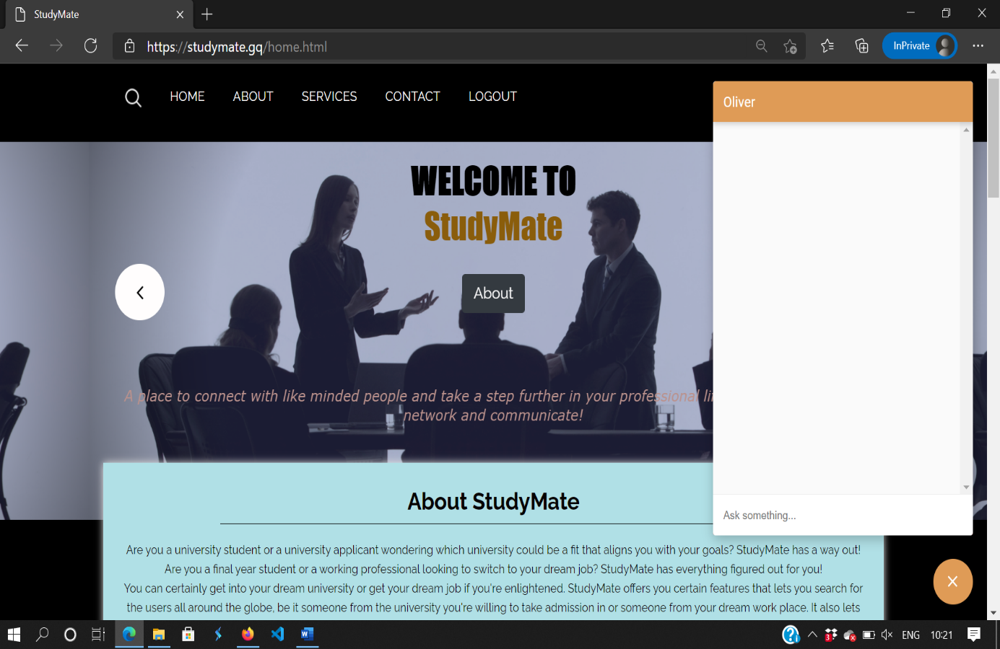 StudyMate
https://studymate.gq/home.html
InPrivate
HOME ABOUT SERVICES CONTACT LOGOUT
Oliver
WELCOME TO
StudyMate
About
A place to connect with like minded people and take a step further in your professional
network and communicate!
About StudyMate
Ask something...
Are you a university student or a university applicant wondering which university could be a fit that aligns you with your goals? StudyMate has a way out!
Are you a final year student or a working professional looking to switch to your dream job? StudyMate has everything figured out for you!
You can certainly get into your dream university or get your dream job if you're enlightened. StudyMate offers you certain features that lets you search for
the users all around the globe, be it someone from the university you're willing to take admission in or someone from your dream work place. It also lets
3
ENG 10:21